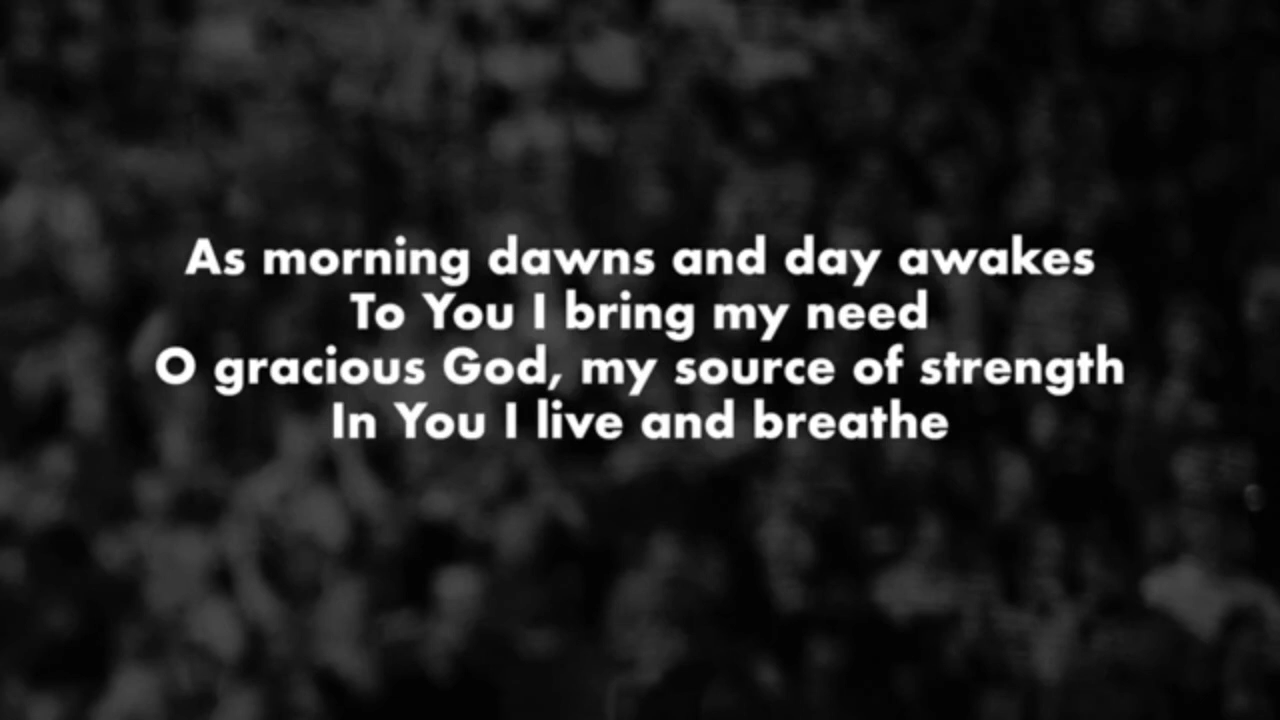 As morning dawns and day awakes
To You I bring my need
O gracious God, my source of strength
In You I live and breathe